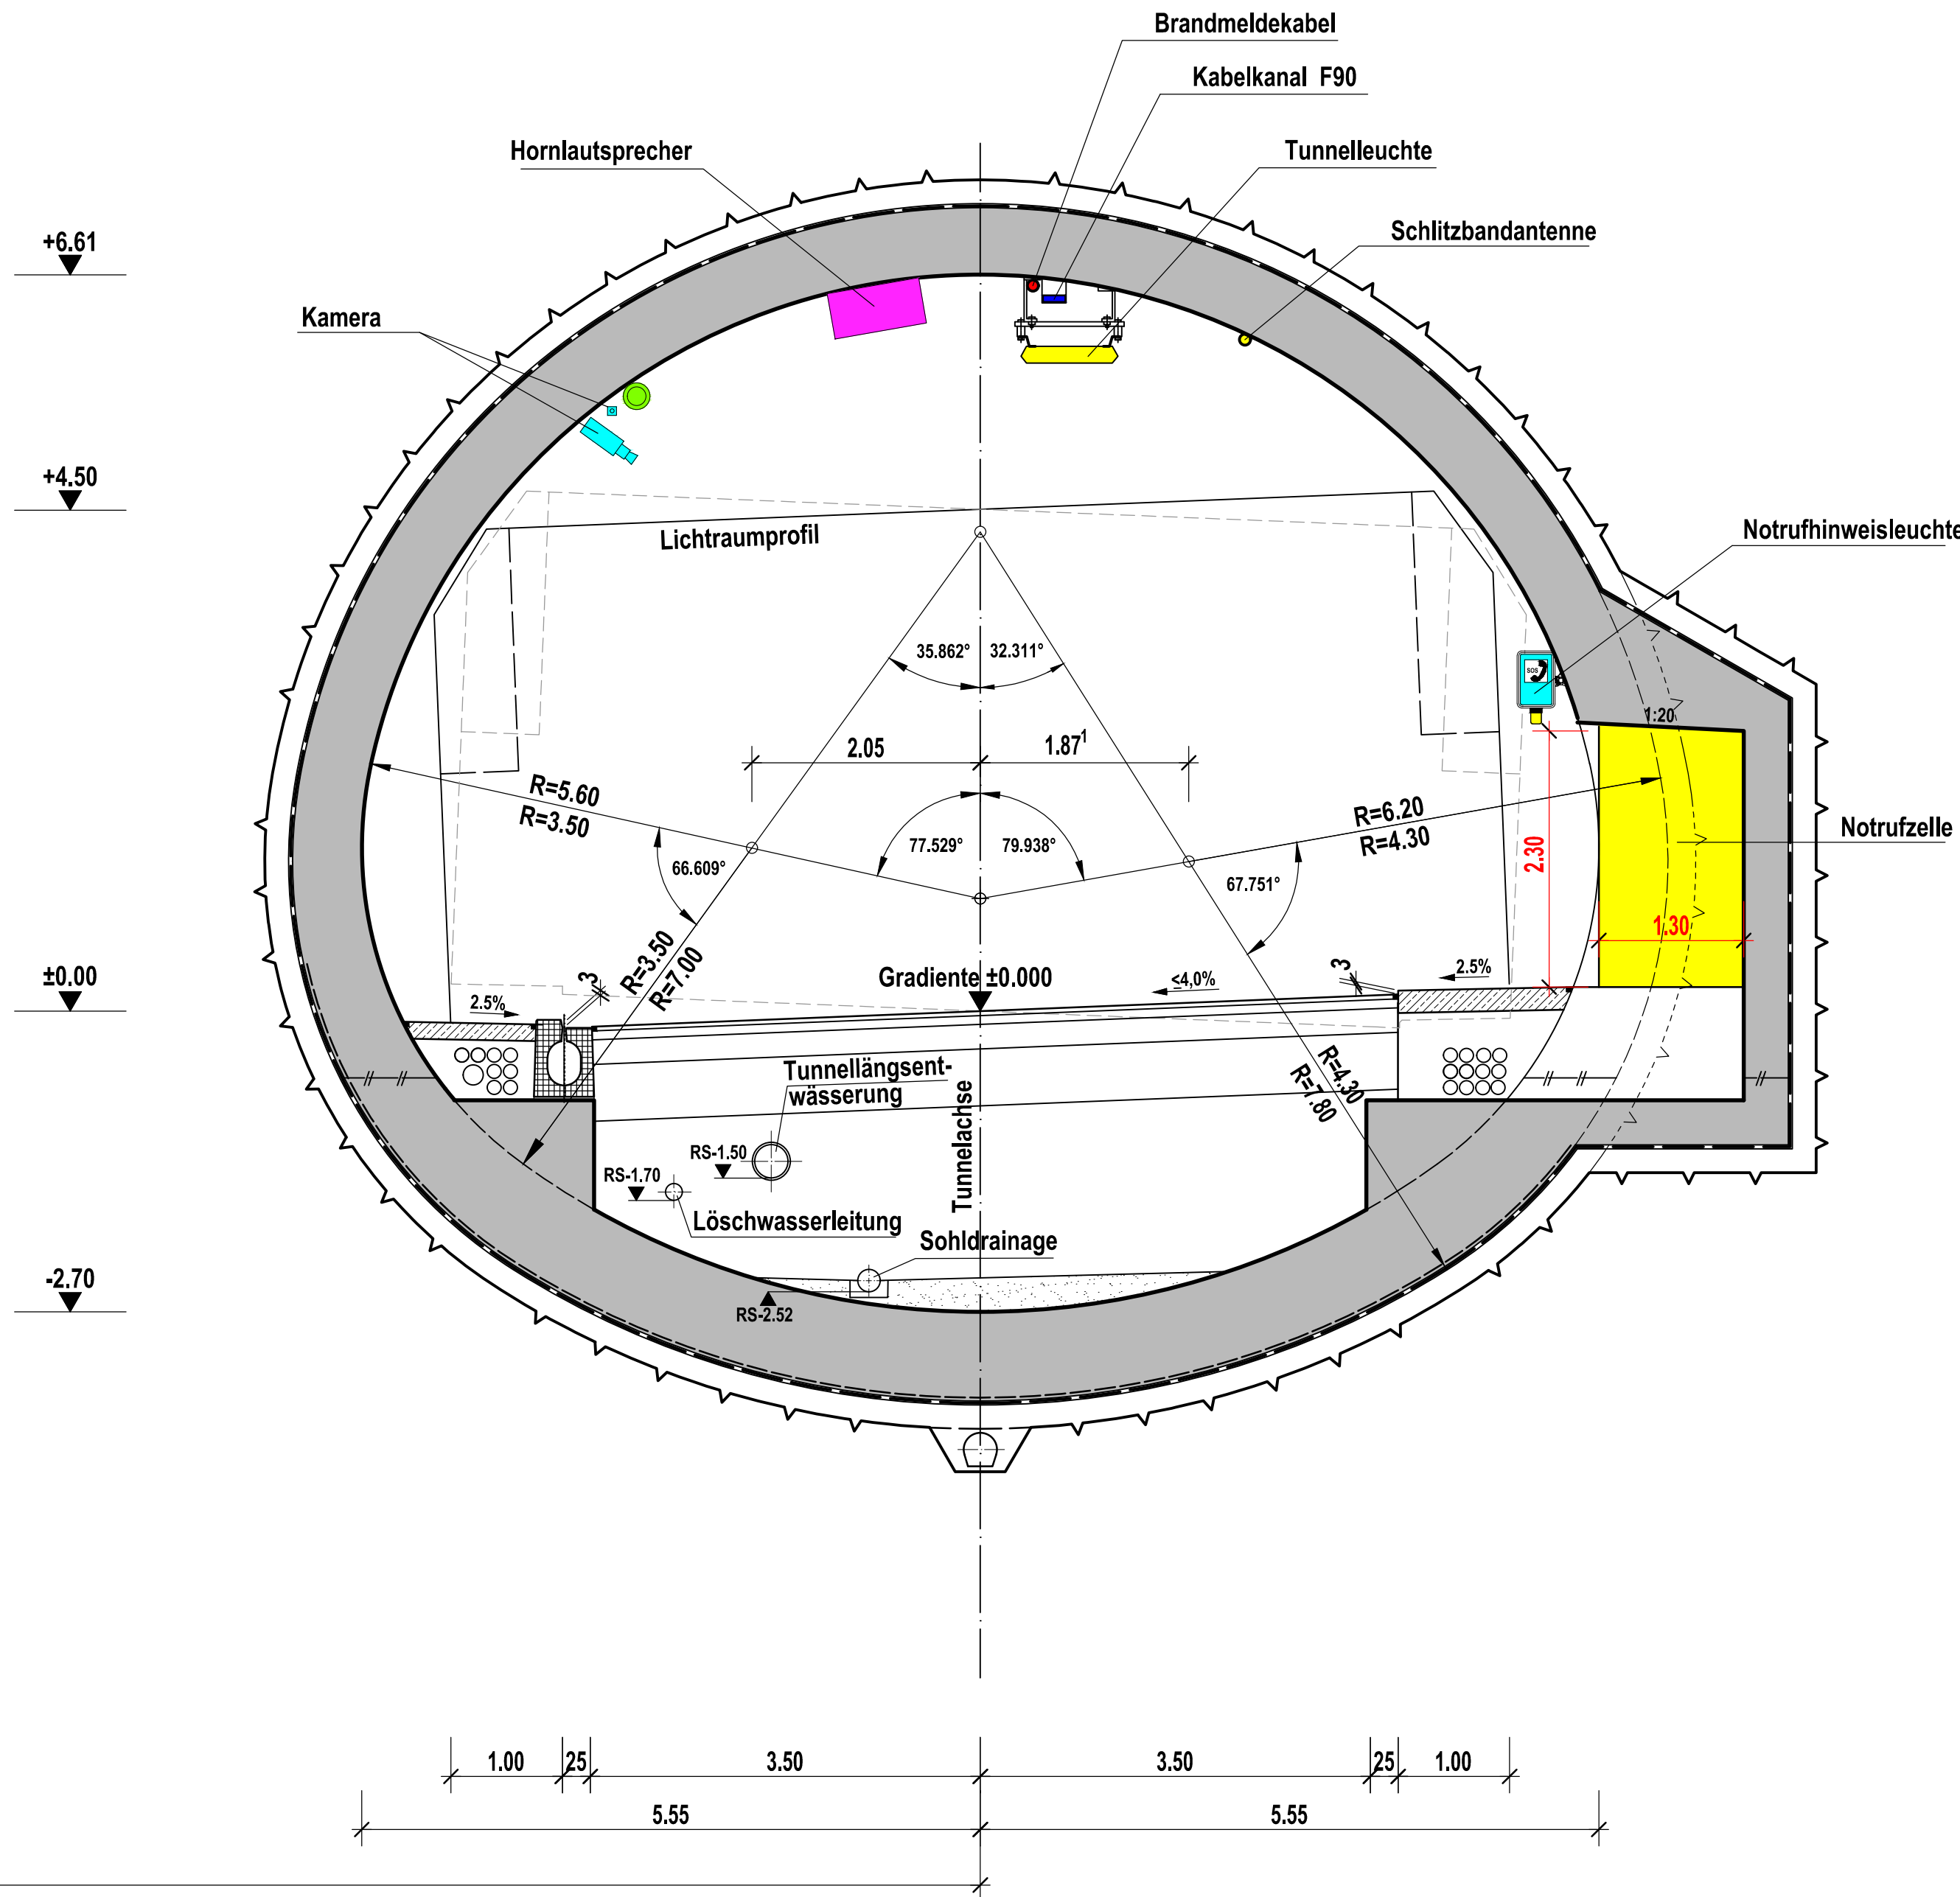 Brandmeldekabel
Kabelkanal F90
Hornlautsprecher
Tunnelleuchte
Schlitzbandantenne
+6.61
Kamera
+4.50
Lichtraumprofil
Notrufhinweisleuchte
35.862° 32.311°
SOS
1:20
2.05 1.87¹
R=5.60
R=3.50
R=6.20
R=4.30
77.529° 79.938°
66.609°
67.751°
2.30
Notrufzelle
1.30
±0.00
R=3.50
R=7.00
Gradiente ±0.000
≤4,0%
3
3
2.5%
2.5%
R=4.30
R=7.80
Tunnellängsent-
wässerung
Tunnelachse
RS-1.50
RS-1.70
Löschwasserleitung
Sohldrainage
-2.70
RS-2.52
1.00 25 3.50 3.50 25 1.00
5.55 5.55